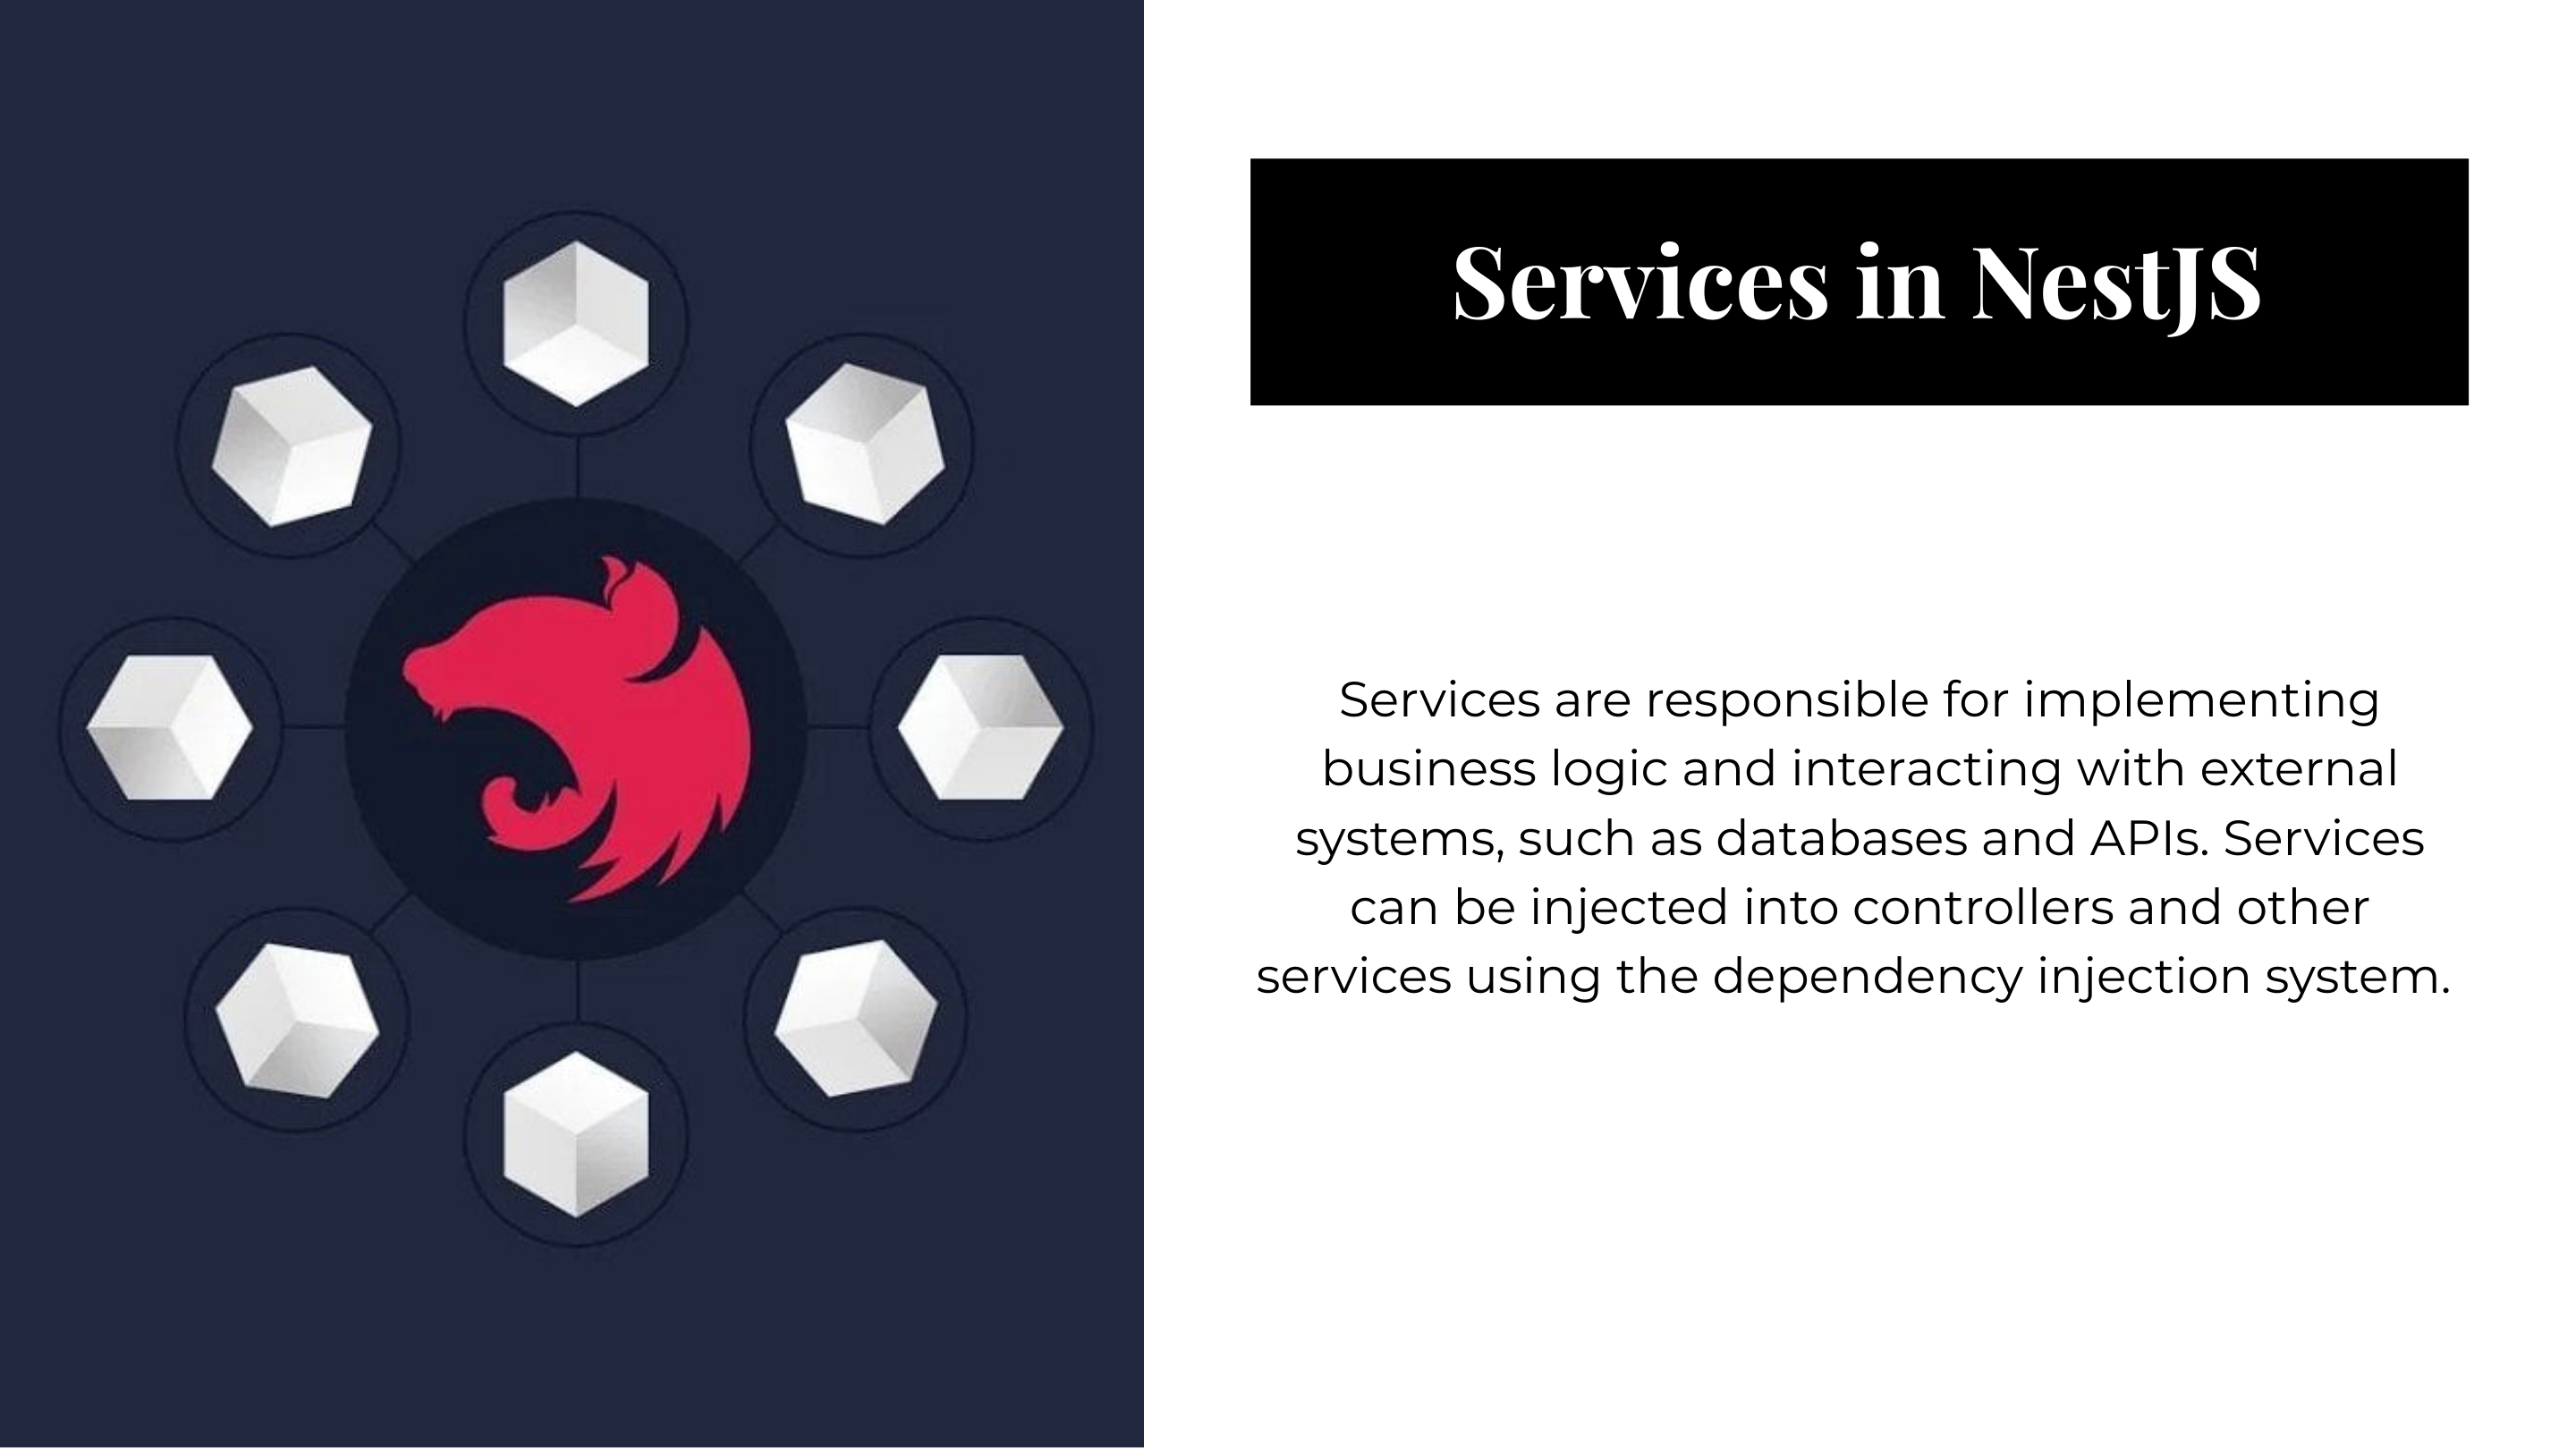 Services in NestJS
Services are responsible for implementing
business logic and interacting with external
systems, such as databases and APIs. Services
can be injected into controllers and other
services using the dependency injection system.